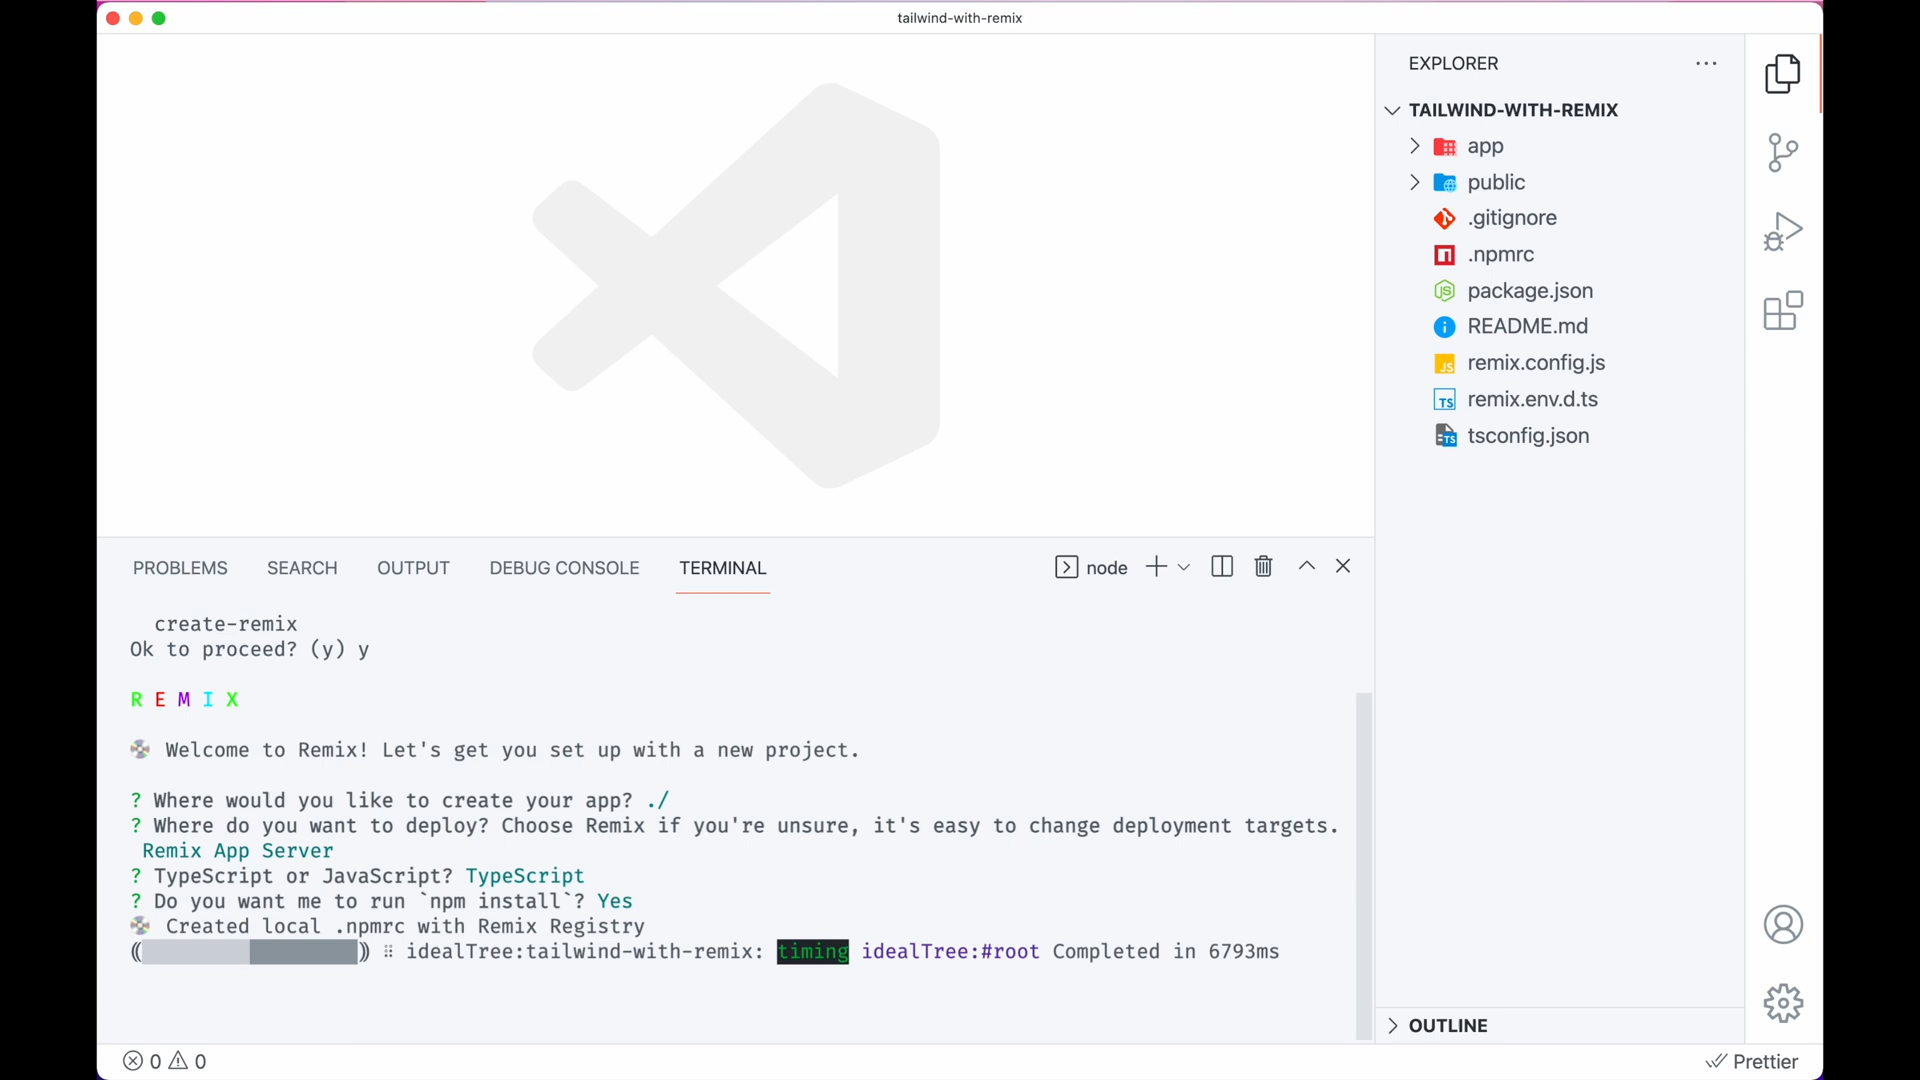 tailwind-with-remix
EXPLORER
TAILWIND-WITH-REMIX
app
public
.gitignore
.npmrc
package.json
README.md
remix.config.js
remix.env.d.ts
tsconfig.json
PROBLEMS SEARCH OUTPUT DEBUG CONSOLE TERMINAL node
create-remix
Ok to proceed? (y) y
R E M I X
Welcome to Remix! Let's get you set up with a new project.
? Where would you like to create your app? ./
? Where do you want to deploy? Choose Remix if you're unsure, it's easy to change deployment targets.
Remix App Server
? TypeScript or JavaScript? TypeScript
? Do you want me to run `npm install`? Yes
Created local .npmrc with Remix Registry
(( )) ⠿ idealTree:tailwind-with-remix: timing idealTree:#root Completed in 6793ms
OUTLINE
0 0
Prettier